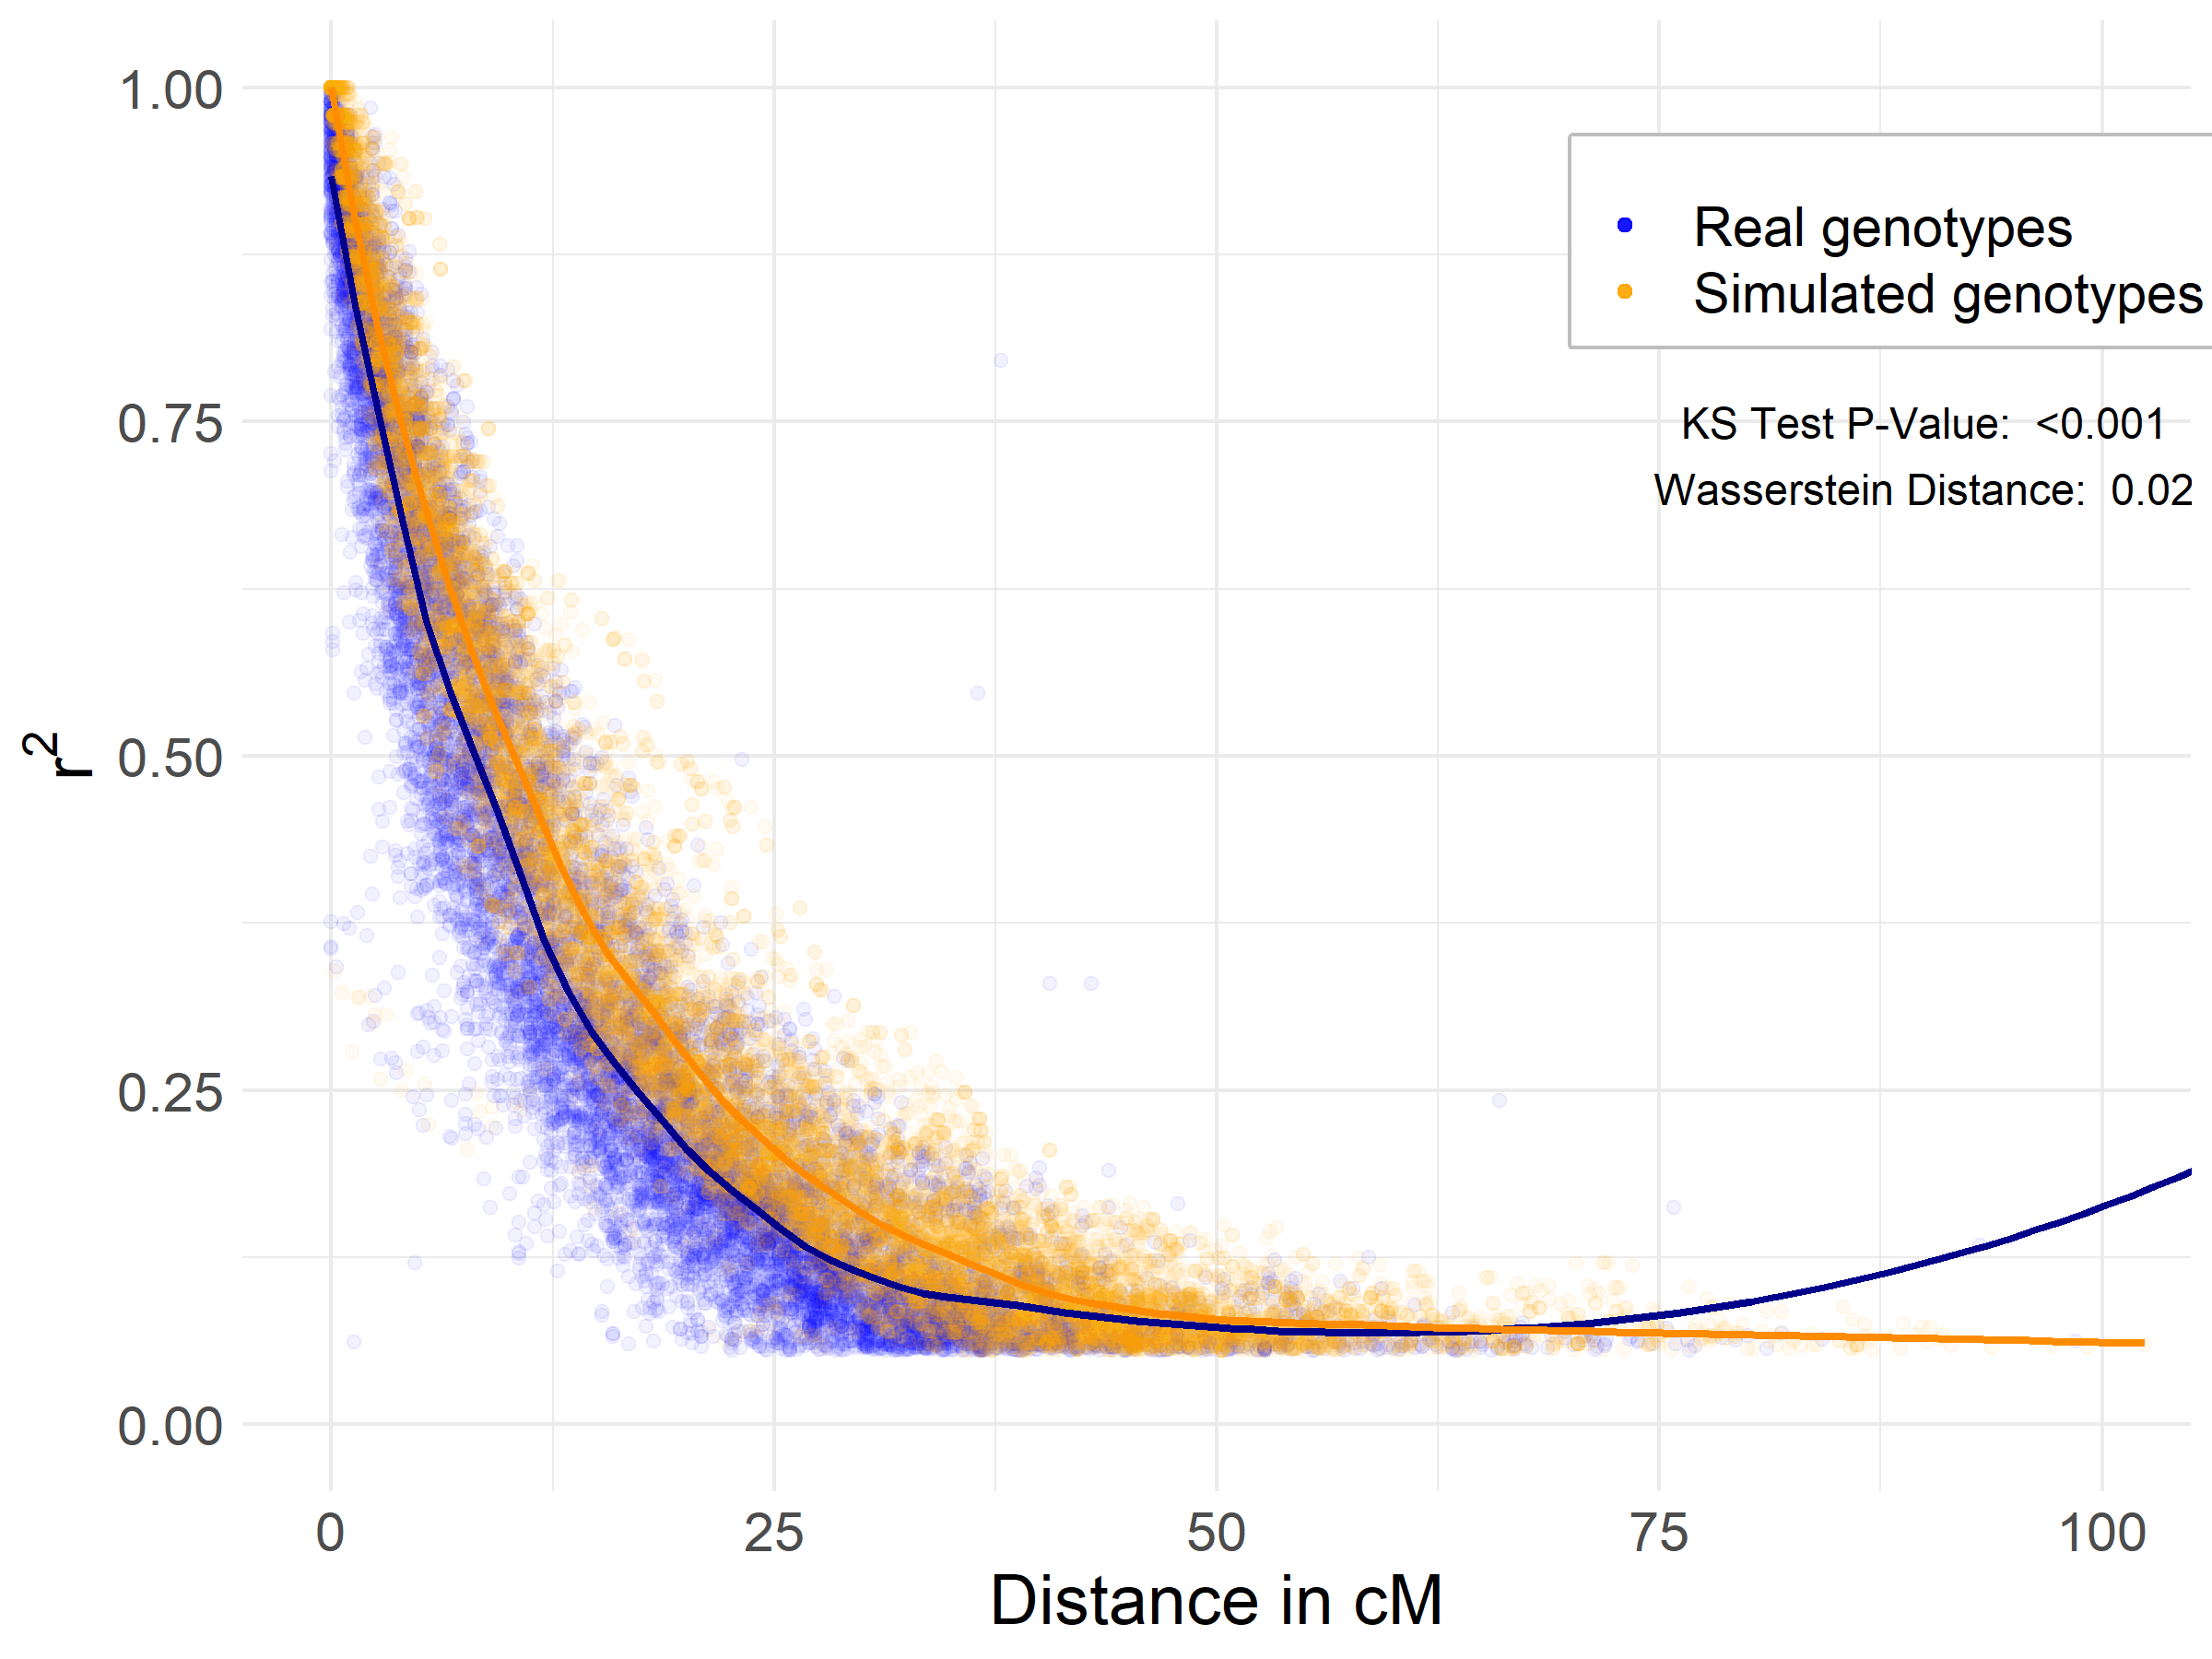 1.00
0.75
0.50
0.25
0.00
r²
0 25 50 75 100
Distance in cM
Real genotypes
Simulated genotypes
KS Test P-Value: <0.001
Wasserstein Distance: 0.02